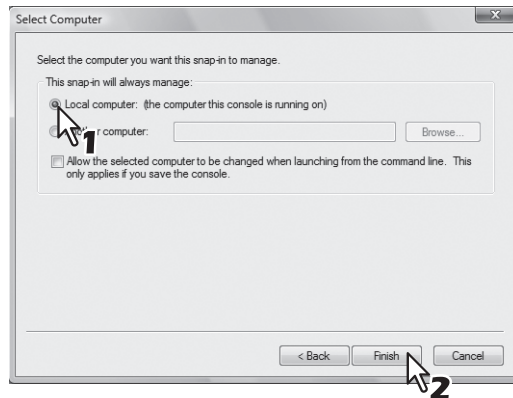 Select Computer
x
Select the computer you want this snap-in to manage.
This snap-in will always manage:
Local computer: (the computer this console is running on)
r computer:
Browse...
Allow the selected computer to be changed when launching from the command line. This
only applies if you save the console.
1
< Back
Finish
Cancel
2